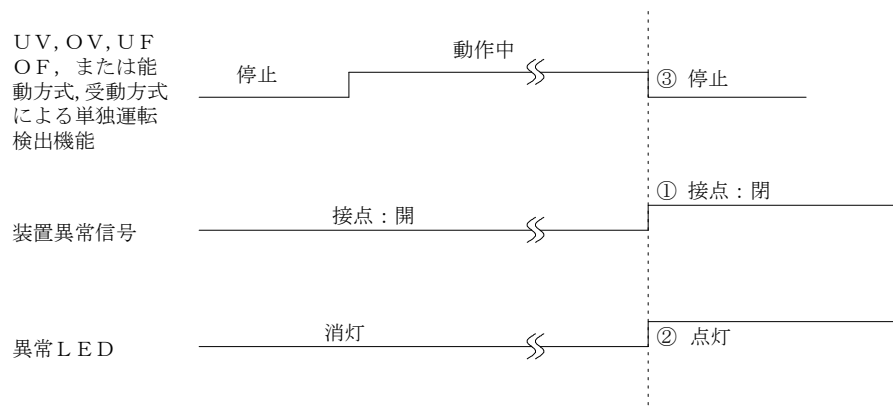 ＵＶ,ＯＶ,ＵＦ
ＯＦ，または能
動方式,受動方式
による単独運転
検出機能
停止
動作中
③ 停止
装置異常信号
接点：開
① 接点：閉
異常ＬＥＤ
消灯
② 点灯